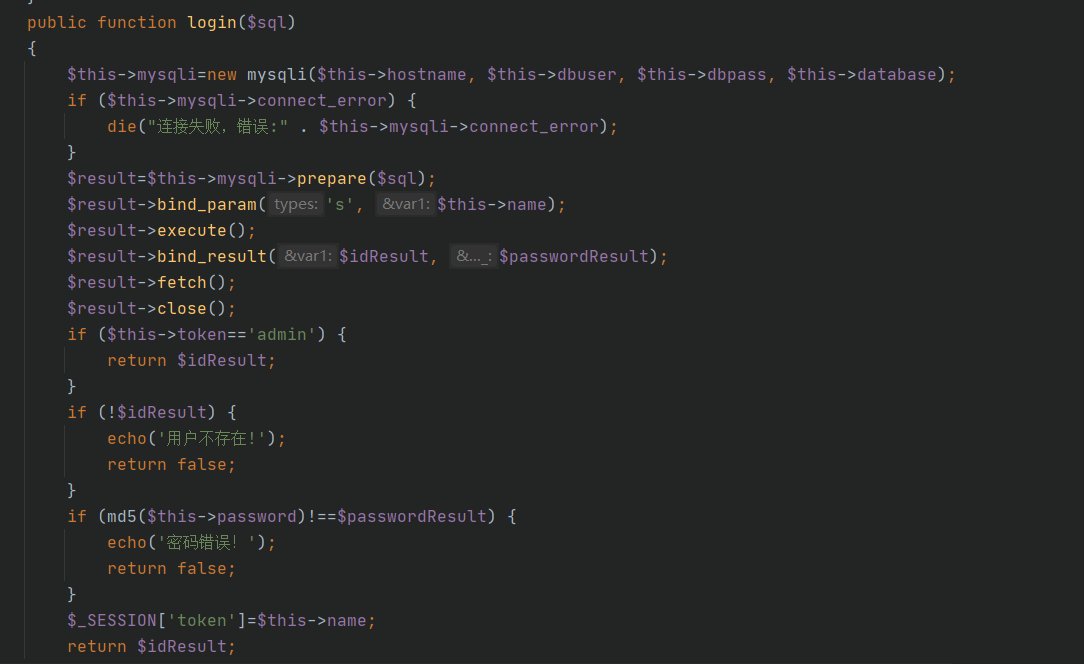 public function login($sql)
{
$this->mysqli=new mysqli($this->hostname, $this->dbuser, $this->dbpass, $this->database);
if ($this->mysqli->connect_error) {
die("连接失败，错误:" . $this->mysqli->connect_error);
}
$result=$this->mysqli->prepare($sql);
$result->bind_param( types: 's', &var1: $this->name);
$result->execute();
$result->bind_result( &var1: $idResult, &..._: $passwordResult);
$result->fetch();
$result->close();
if ($this->token=='admin') {
return $idResult;
}
if (!$idResult) {
echo('用户不存在!');
return false;
}
if (md5($this->password)!==$passwordResult) {
echo('密码错误！');
return false;
}
$_SESSION['token']=$this->name;
return $idResult;